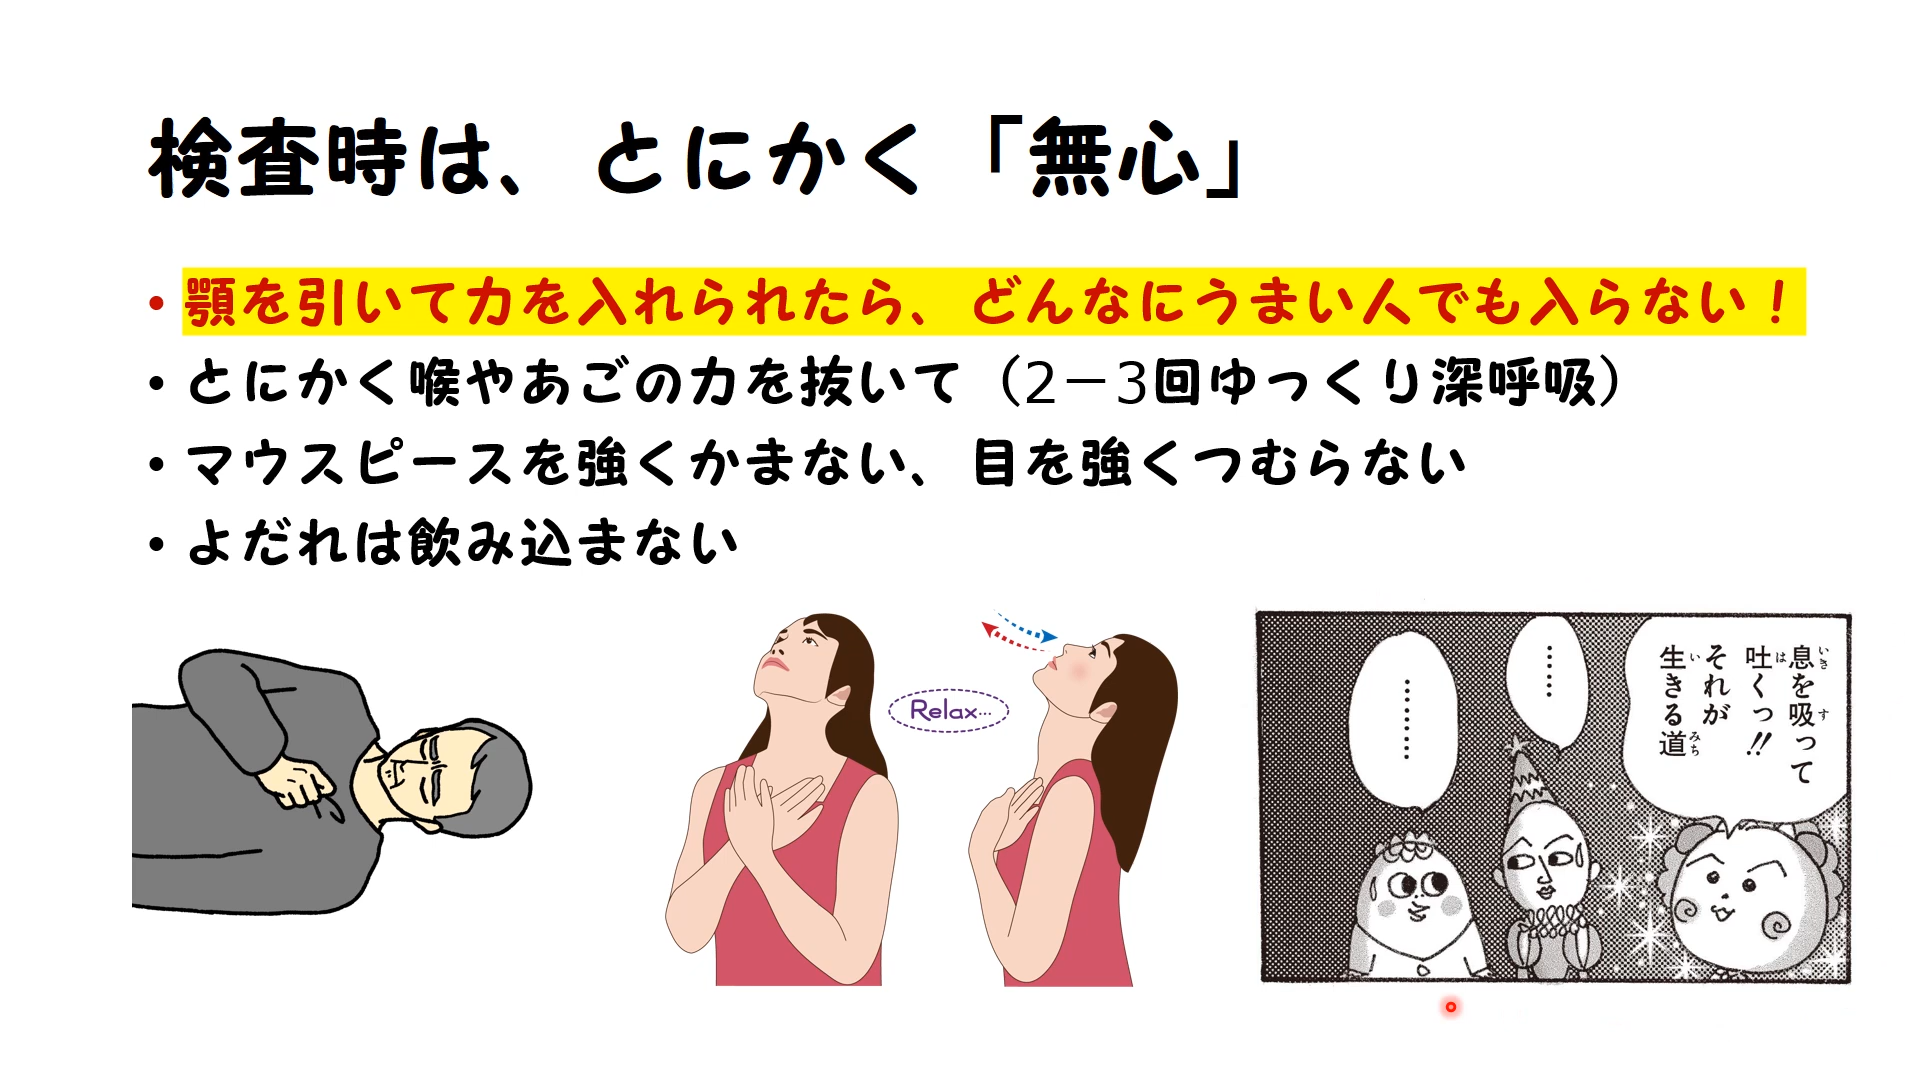 検査時は、とにかく「無心」
• 顎を引いて力を入れられたら、どんなにうまい人でも入らない！
• とにかく喉やあごの力を抜いて（2－3回ゆっくり深呼吸）
• マウスピースを強くかまない、目を強くつむらない
• よだれは飲み込まない
Relax…
息を吸って
吐くっ!!
それが
生きる道
……
………